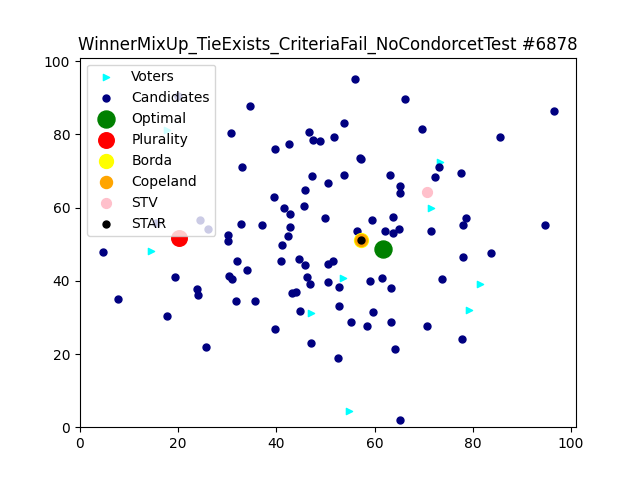 WinnerMixUp_TieExists_CriteriaFail_NoCondorcetTest #6878
100
80
60
40
20
0
Voters
Candidates
Optimal
Plurality
Borda
Copeland
STV
STAR
0 20 40 60 80 100